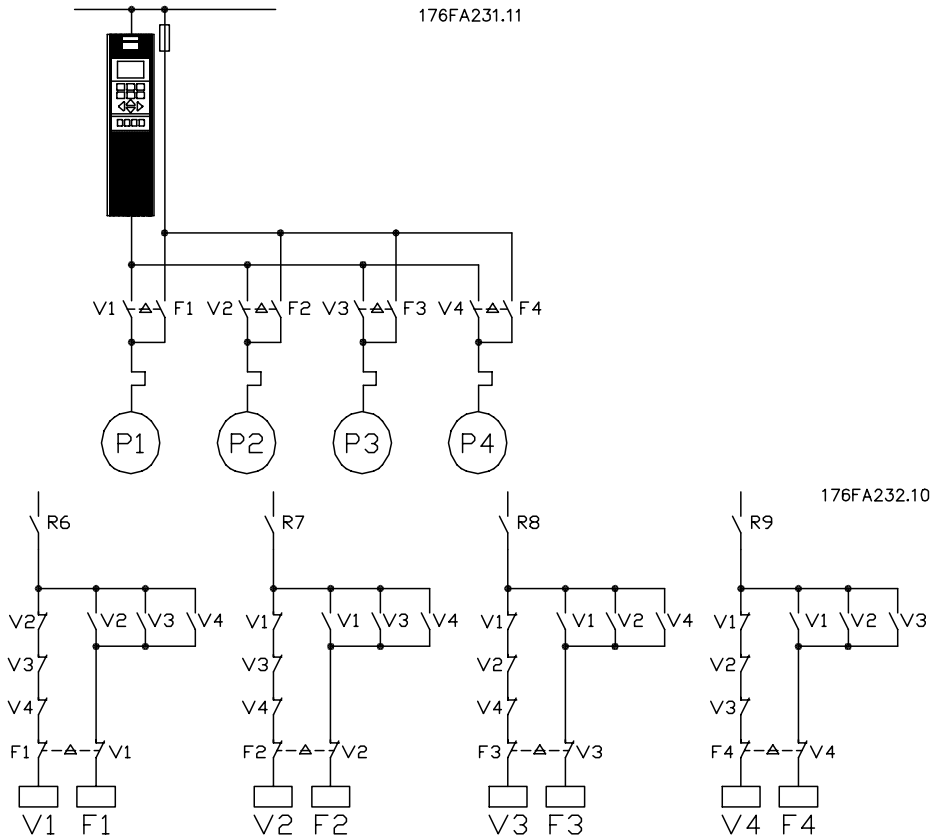 176FA231.11
V1 F1 V2 F2 V3 F3 V4 F4
P1 P2 P3 P4
176FA232.10
R6 R7 R8 R9
V2 V2 V3 V4 V1 V1 V3 V4 V1 V1 V2 V4 V1 V1 V2 V3
V3 V3 V2 V2
V4 V4 V4 V3
F1 V1 F2 V2 F3 V3 F4 V4
V1 F1 V2 F2 V3 F3 V4 F4